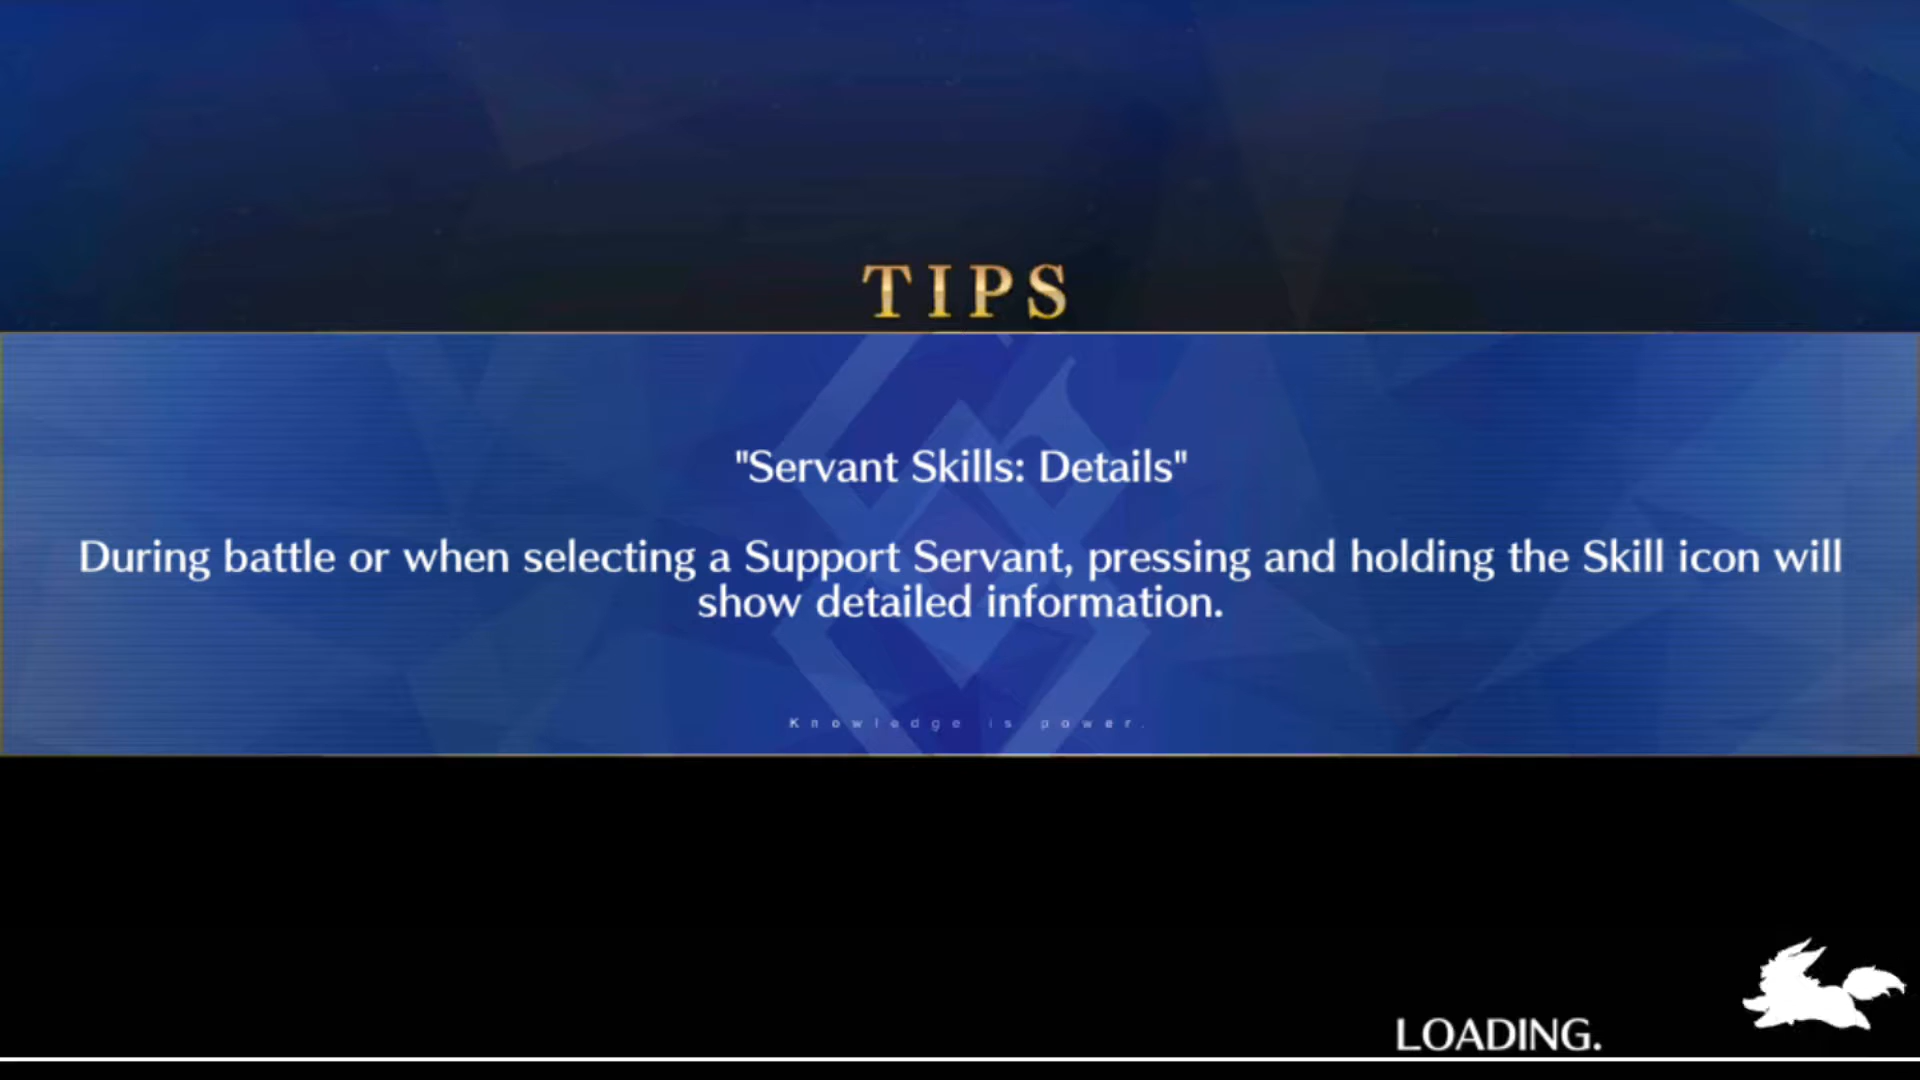 TIPS
"Servant Skills: Details"
During battle or when selecting a Support Servant, pressing and holding the Skill icon will
show detailed information.
Knowledge is power.
LOADING.